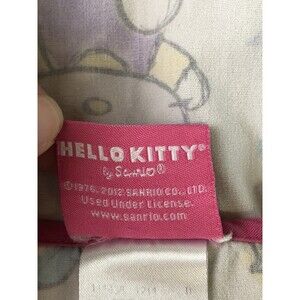 HELLO KITTY®
by Sanrio®
©1976, 2012 SANRIO CO., LTD.
Used Under License.
www.sanrio.com